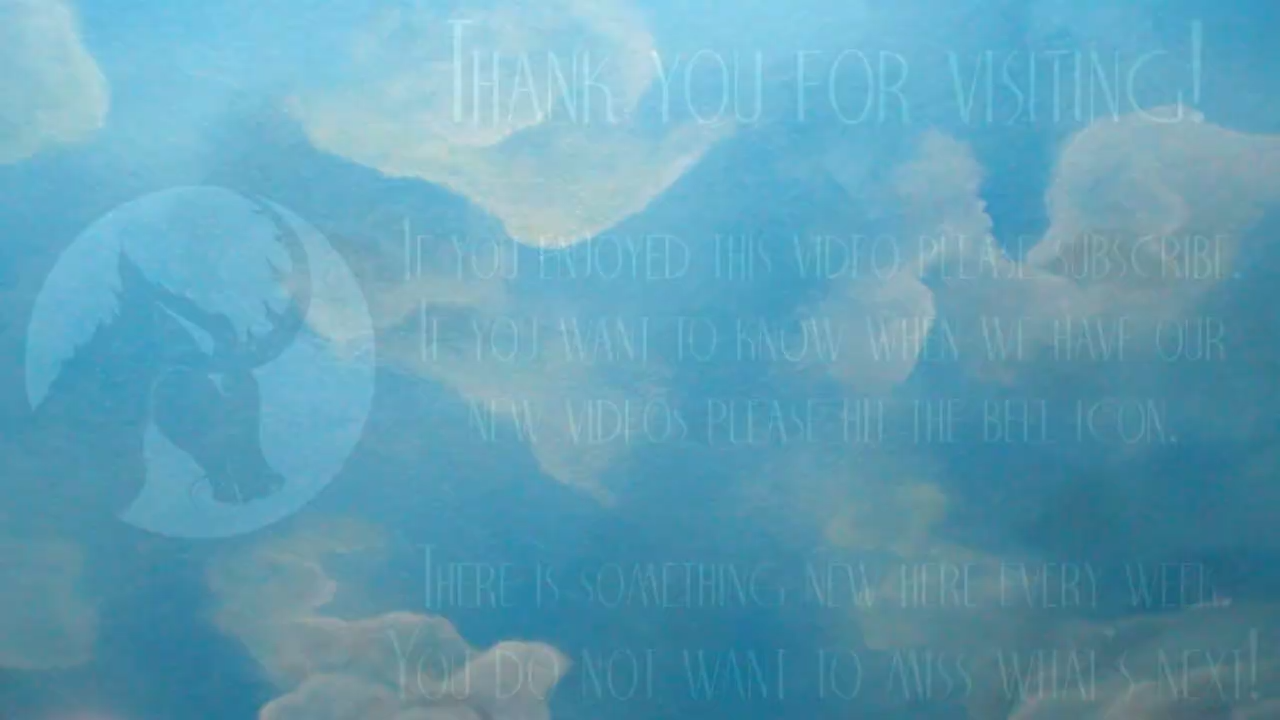 Thank you for visiting!
If you enjoyed this video please subscribe.
If you want to know when we have our
new videos please hit the bell icon.
There is something new here every week.
You do not want to miss what's next!